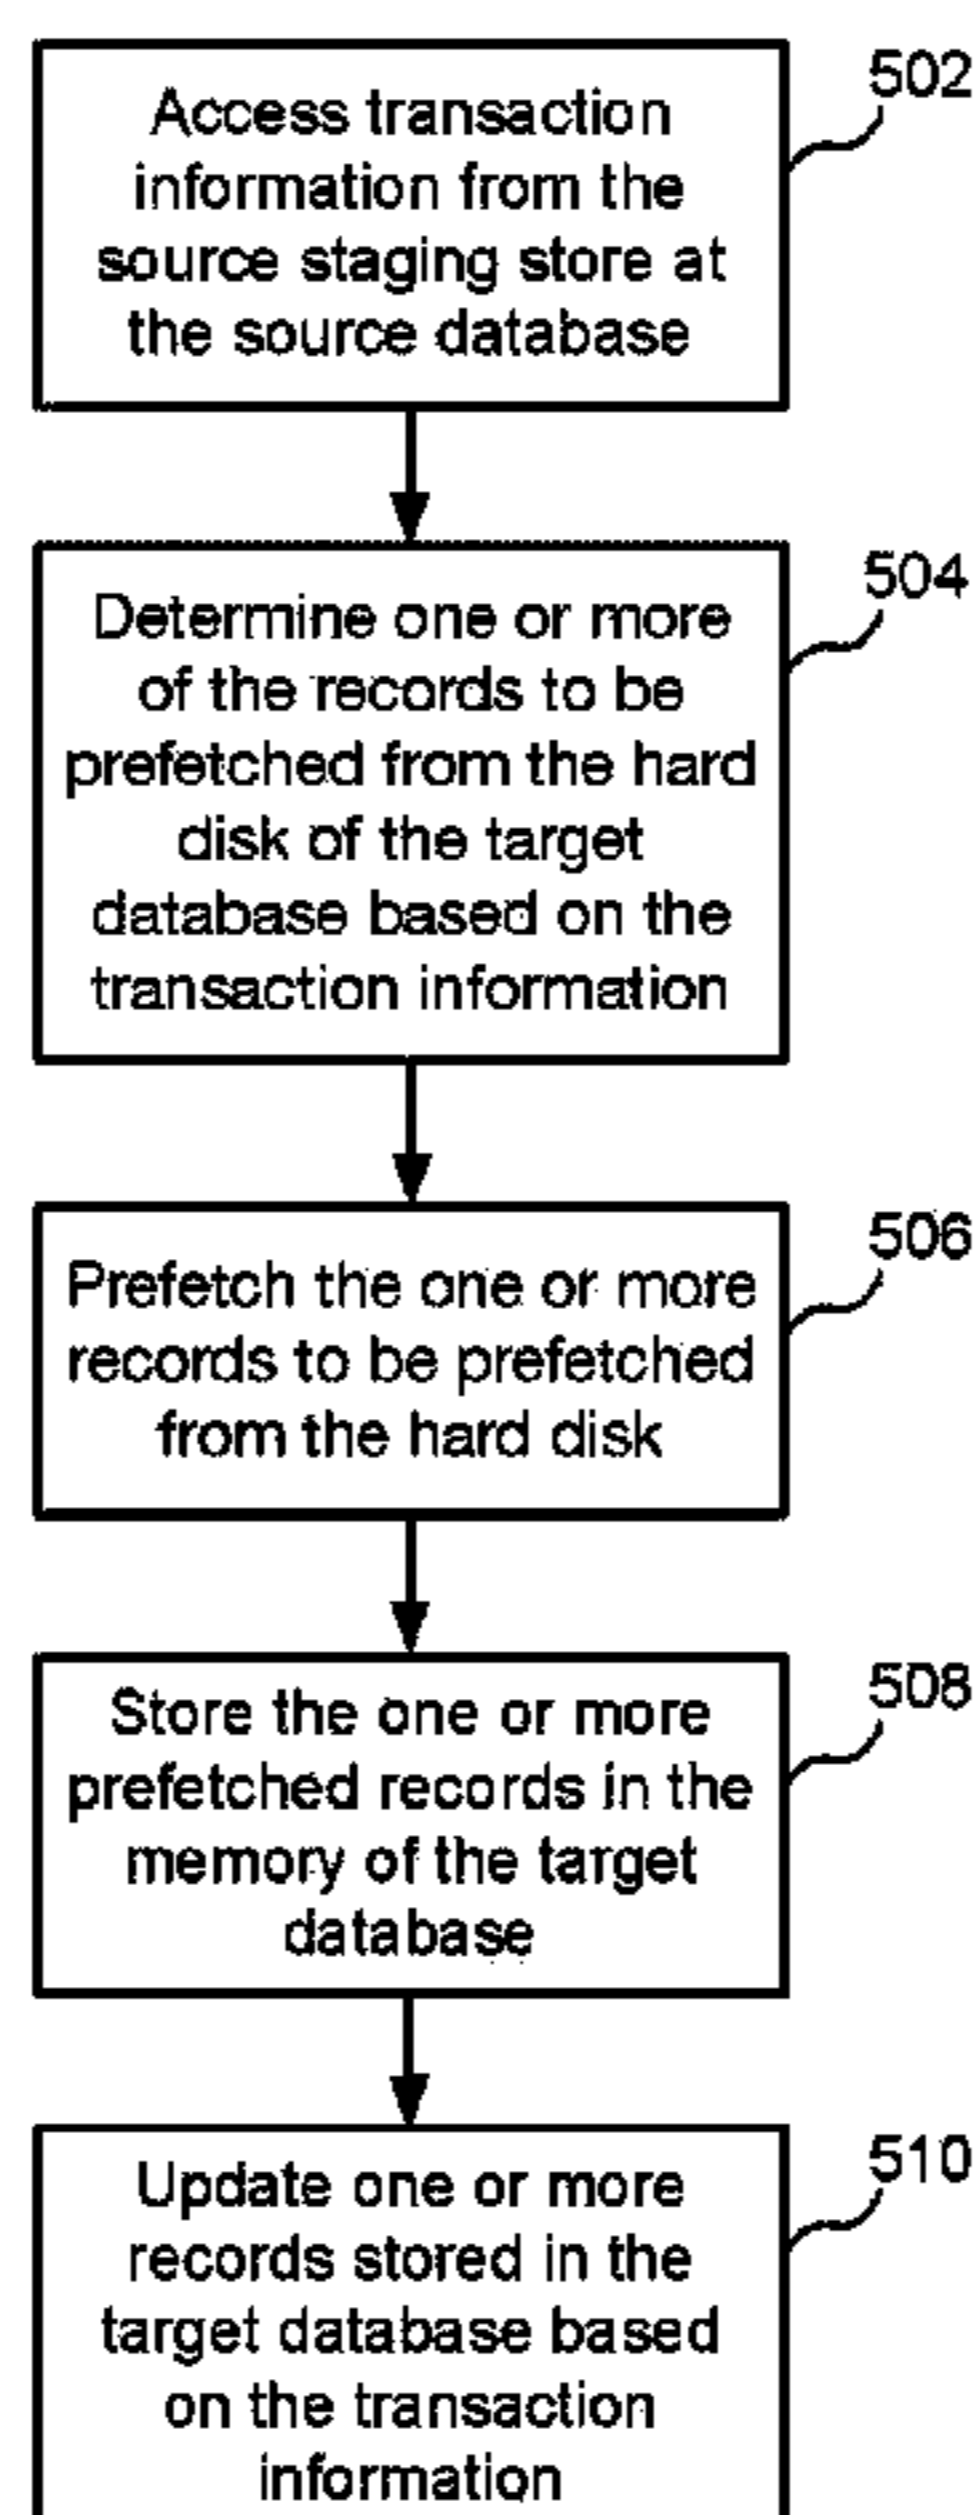 Access transaction
information from the
source staging store at
the source database
502
Determine one or more
of the records to be
prefetched from the hard
disk of the target
database based on the
transaction information
504
Prefetch the one or more
records to be prefetched
from the hard disk
506
Store the one or more
prefetched records in the
memory of the target
database
508
Update one or more
records stored in the
target database based
on the transaction
information
510